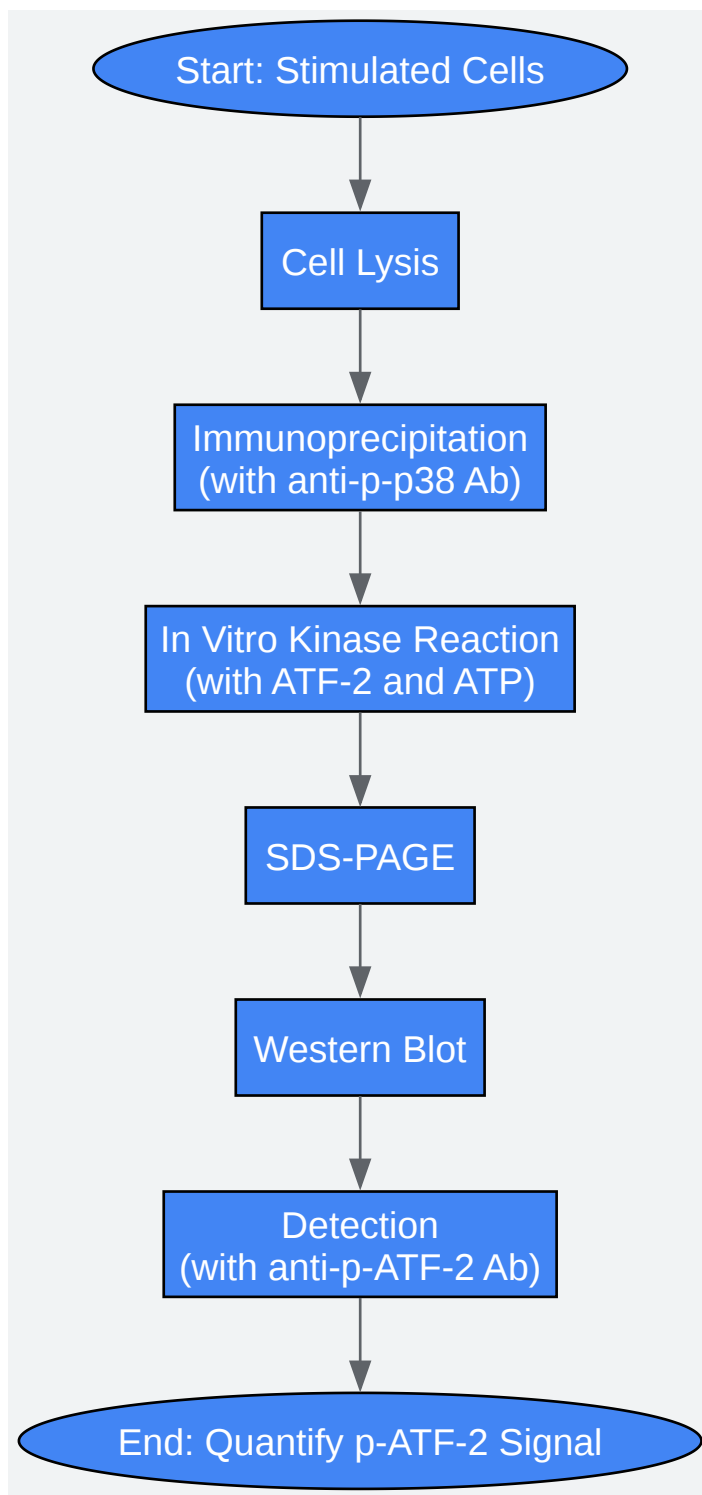 Start: Stimulated Cells
Cell Lysis
Immunoprecipitation
(with anti-p-p38 Ab)
In Vitro Kinase Reaction
(with ATF-2 and ATP)
SDS-PAGE
Western Blot
Detection
(with anti-p-ATF-2 Ab)
End: Quantify p-ATF-2 Signal